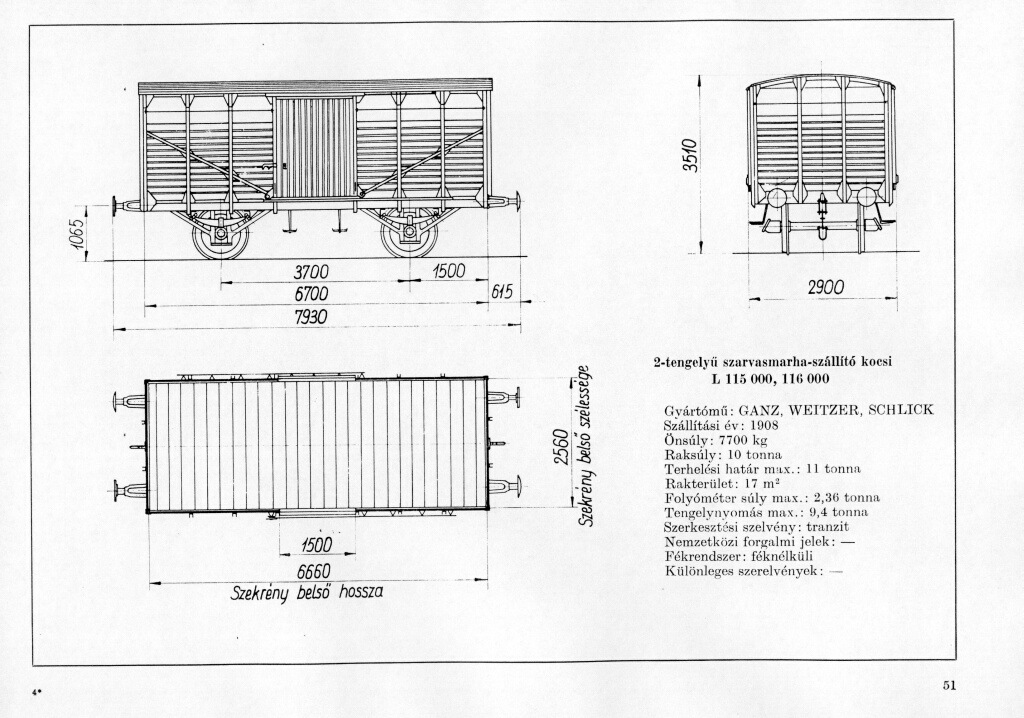 3510
1065
3700
1500
6700
615
2900
7930
2-tengelyű szarvasmarha-szállító kocsi
L 115 000, 116 000
Gyártómű: GANZ, WEITZER, SCHLICK
Szállítási év: 1908
Önsúly: 7700 kg
Raksúly: 10 tonna
Terhelési határ max.: 11 tonna
Rakterület: 17 m²
Folyóméter súly max.: 2,36 tonna
Tengelynyomás max.: 9,4 tonna
Szerkesztési szelvény: tranzit
Nemzetközi forgalmi jelek: —
Fékrendszer: féknélküli
Különleges szerelvények: —
2560
Szekrény belső szélessége
1500
6660
Szekrény belső hossza
4*
51